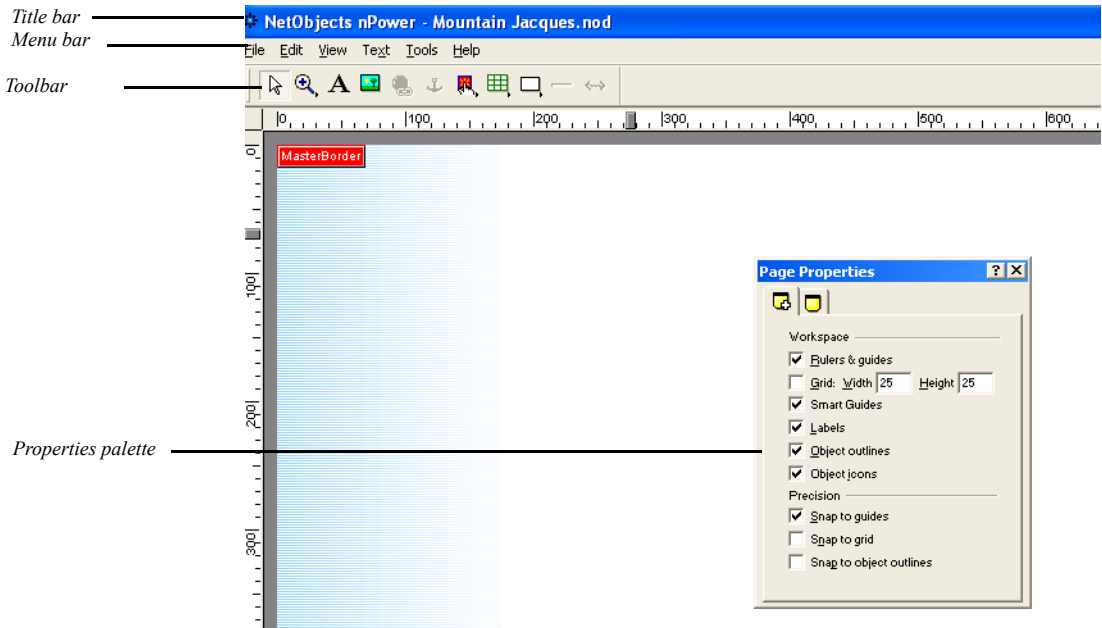 Title bar
NetObjects nPower - Mountain Jacques.nod
Menu bar
File Edit View Text Tools Help
Toolbar
A
0 100 200 300 400 500 600
MasterBorder
0
100
200
300
Properties palette
Page Properties
Workspace
Rulers & guides
Grid: Width 25 Height 25
Smart Guides
Labels
Object outlines
Object icons
Precision
Snap to guides
Snap to grid
Snap to object outlines